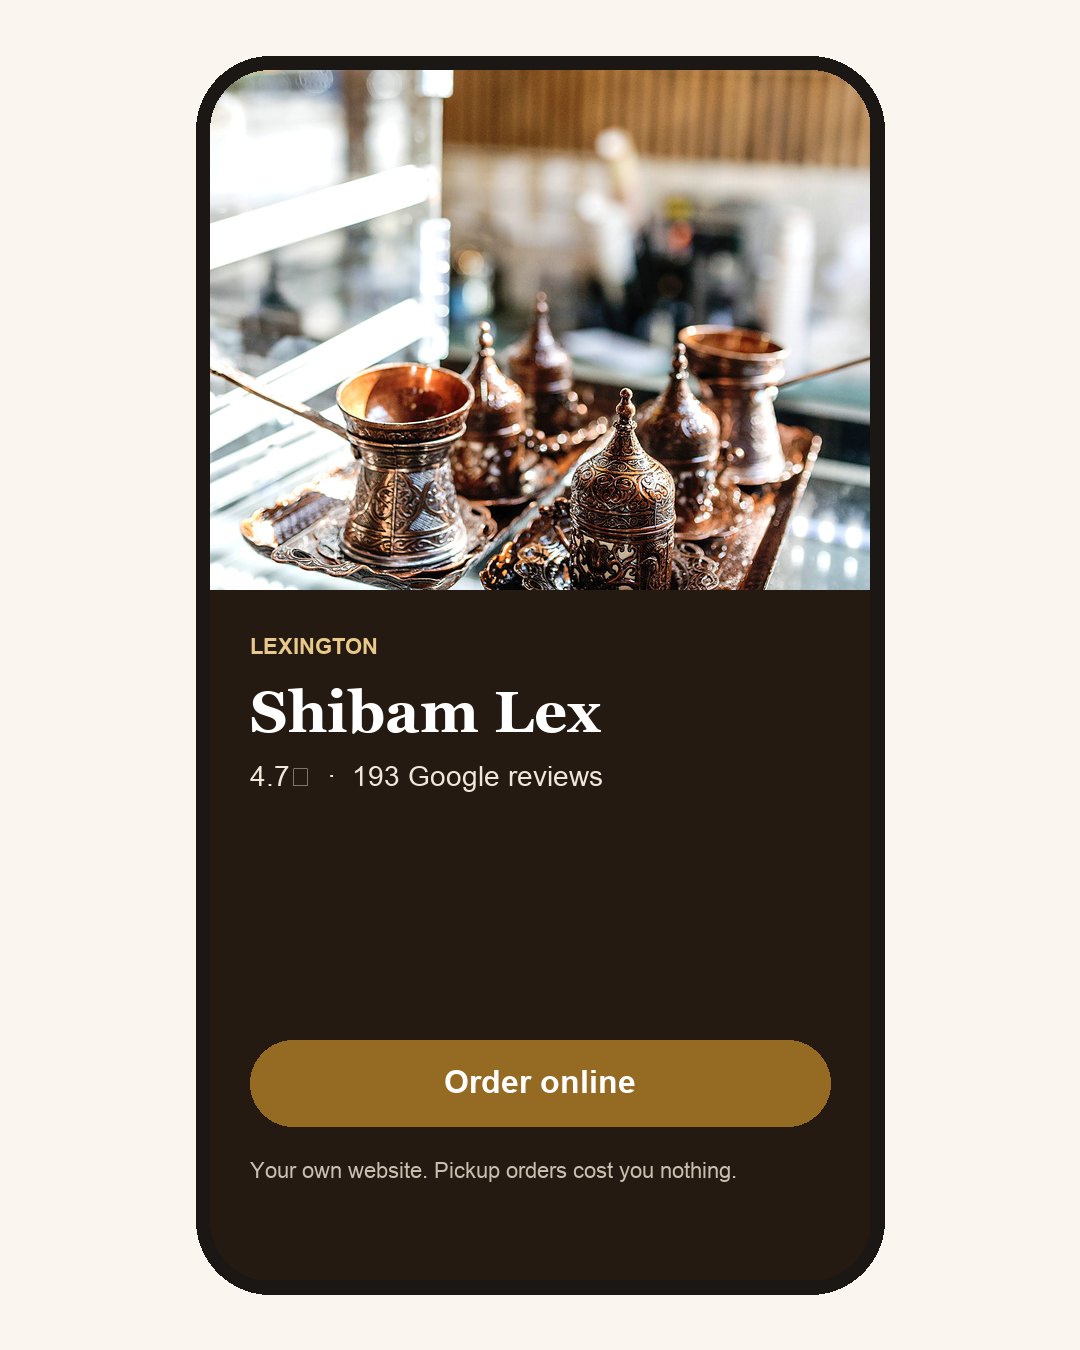 LEXINGTON
Shibam Lex
4.7□ · 193 Google reviews
Order online
Your own website. Pickup orders cost you nothing.